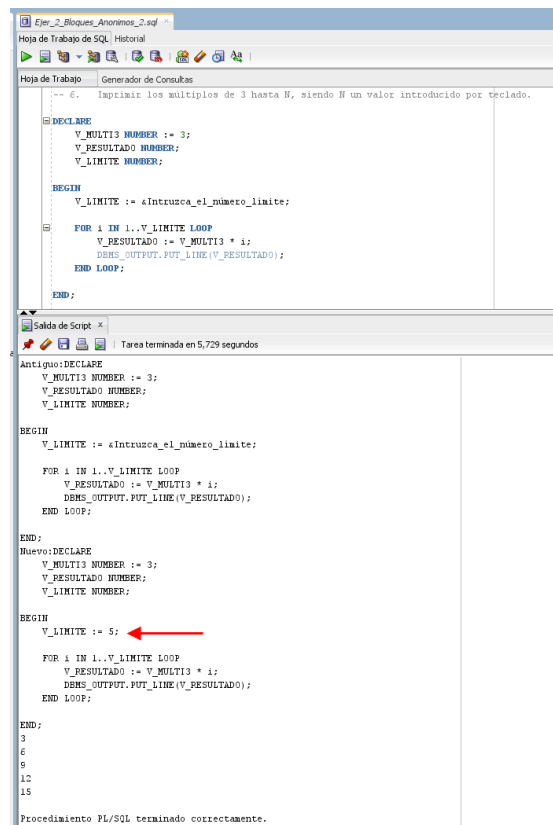 Ejer_2_Bloques_Anonimos_2.sql
Hoja de Trabajo de SQL Historial
Hoja de Trabajo Generador de Consultas
-- 6. Imprimir los múltiplos de 3 hasta N, siendo N un valor introducido por teclado.
DECLARE
V_MULTI3 NUMBER := 3;
V_RESULTADO NUMBER;
V_LIMITE NUMBER;
BEGIN
V_LIMITE := &Intruzca_el_número_limite;
FOR i IN 1..V_LIMITE LOOP
V_RESULTADO := V_MULTI3 * i;
DBMS_OUTPUT.PUT_LINE(V_RESULTADO);
END LOOP;
END;
Salida de Script x
Tarea terminada en 5,729 segundos
Antiguo:DECLARE
V_MULTI3 NUMBER := 3;
V_RESULTADO NUMBER;
V_LIMITE NUMBER;
BEGIN
V_LIMITE := &Intruzca_el_número_limite;
FOR i IN 1..V_LIMITE LOOP
V_RESULTADO := V_MULTI3 * i;
DBMS_OUTPUT.PUT_LINE(V_RESULTADO);
END LOOP;
END;
Nuevo:DECLARE
V_MULTI3 NUMBER := 3;
V_RESULTADO NUMBER;
V_LIMITE NUMBER;
BEGIN
V_LIMITE := 5;
FOR i IN 1..V_LIMITE LOOP
V_RESULTADO := V_MULTI3 * i;
DBMS_OUTPUT.PUT_LINE(V_RESULTADO);
END LOOP;
END;
3
6
9
12
15
Procedimiento PL/SQL terminado correctamente.